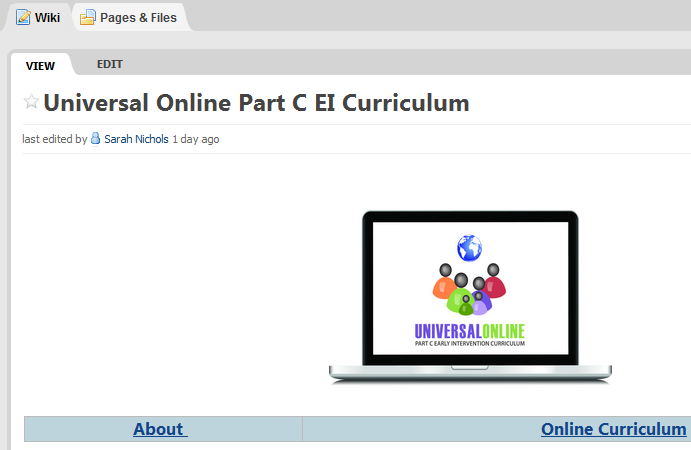 Wiki Pages & Files
VIEW EDIT
Universal Online Part C EI Curriculum
last edited by Sarah Nichols 1 day ago
UNIVERSALONLINE
PART C EARLY INTERVENTION CURRICULUM
About Online Curriculum